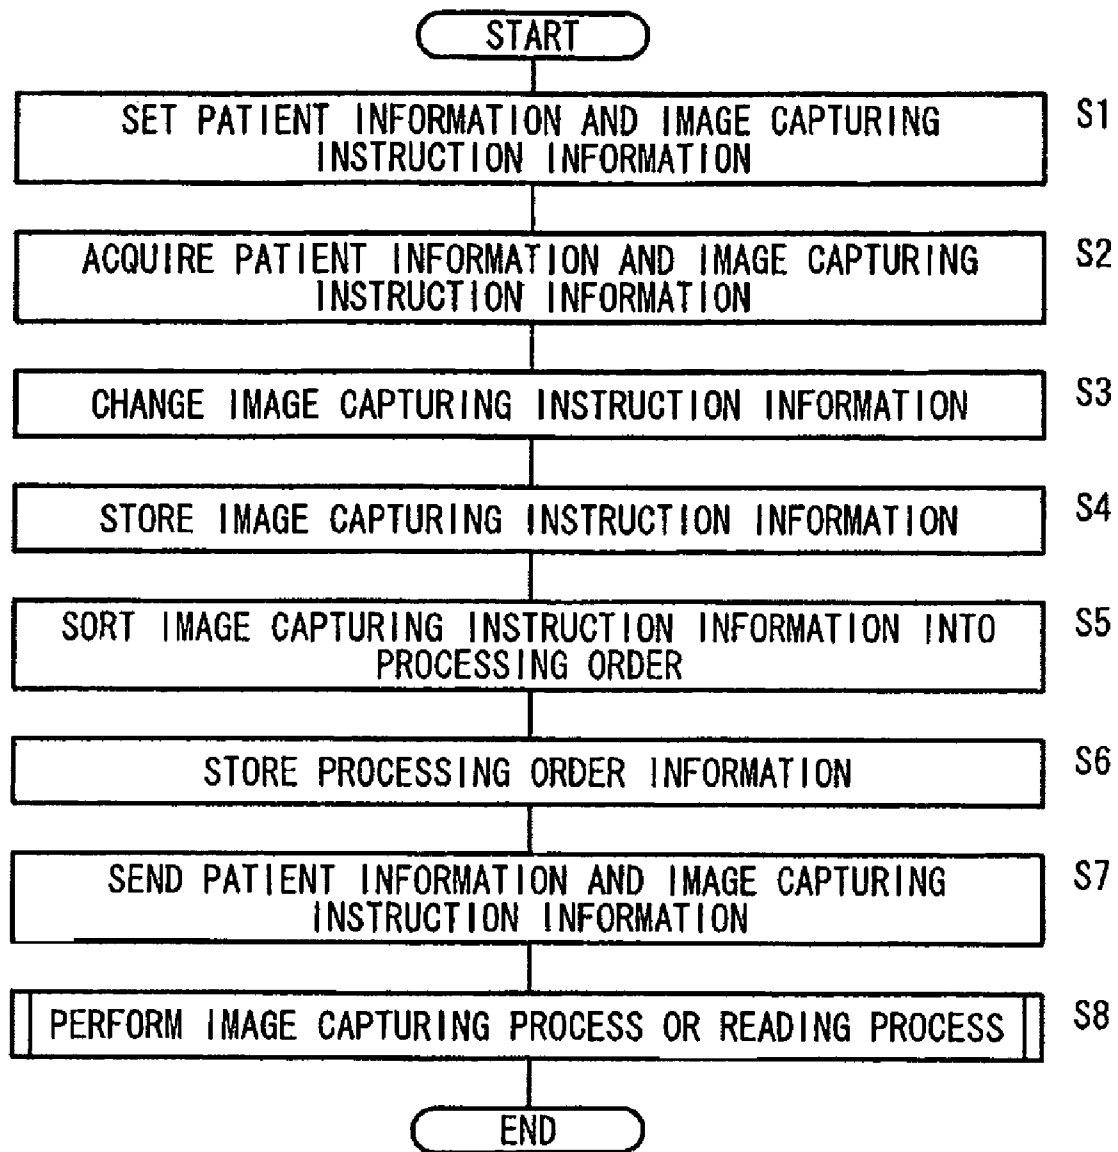 START
SET PATIENT INFORMATION AND IMAGE CAPTURING
INSTRUCTION INFORMATION
S1
ACQUIRE PATIENT INFORMATION AND IMAGE CAPTURING
INSTRUCTION INFORMATION
S2
CHANGE IMAGE CAPTURING INSTRUCTION INFORMATION
S3
STORE IMAGE CAPTURING INSTRUCTION INFORMATION
S4
SORT IMAGE CAPTURING INSTRUCTION INFORMATION INTO
PROCESSING ORDER
S5
STORE PROCESSING ORDER INFORMATION
S6
SEND PATIENT INFORMATION AND IMAGE CAPTURING
INSTRUCTION INFORMATION
S7
PERFORM IMAGE CAPTURING PROCESS OR READING PROCESS
S8
END